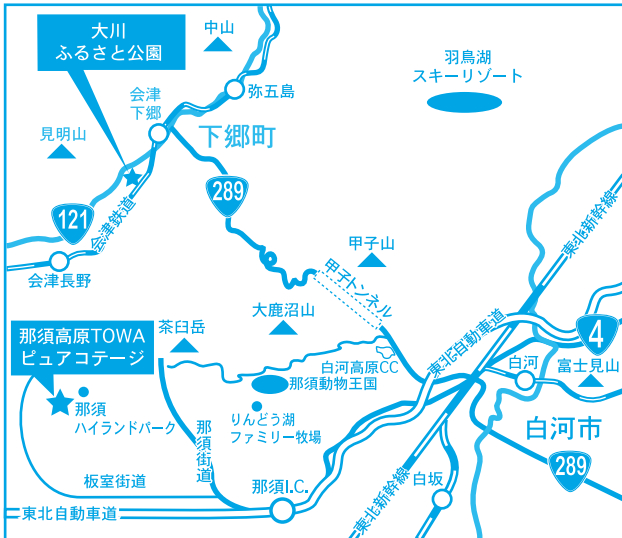 大川
ふるさと公園
中山
羽鳥湖
スキーリゾート
会津
下郷
弥五島
見明山
下郷町
289
121
会津鉄道
会津長野
甲子山
甲子トンネル
東北新幹線
那須高原TOWA
ピュアコテージ
茶臼岳
大鹿沼山
東北自動車道
4
白河高原CC
那須動物王国
白河
富士見山
那須
ハイランドパーク
りんどう湖
ファミリー牧場
那須街道
白河市
板室街道
那須I.C.
白坂
289
東北自動車道
東北新幹線